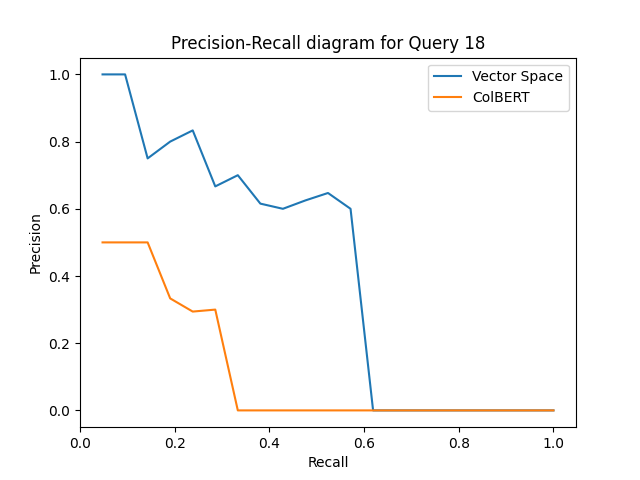 Precision-Recall diagram for Query 18
Vector Space
ColBERT
Precision
1.0
0.8
0.6
0.4
0.2
0.0
0.0 0.2 0.4 0.6 0.8 1.0
Recall